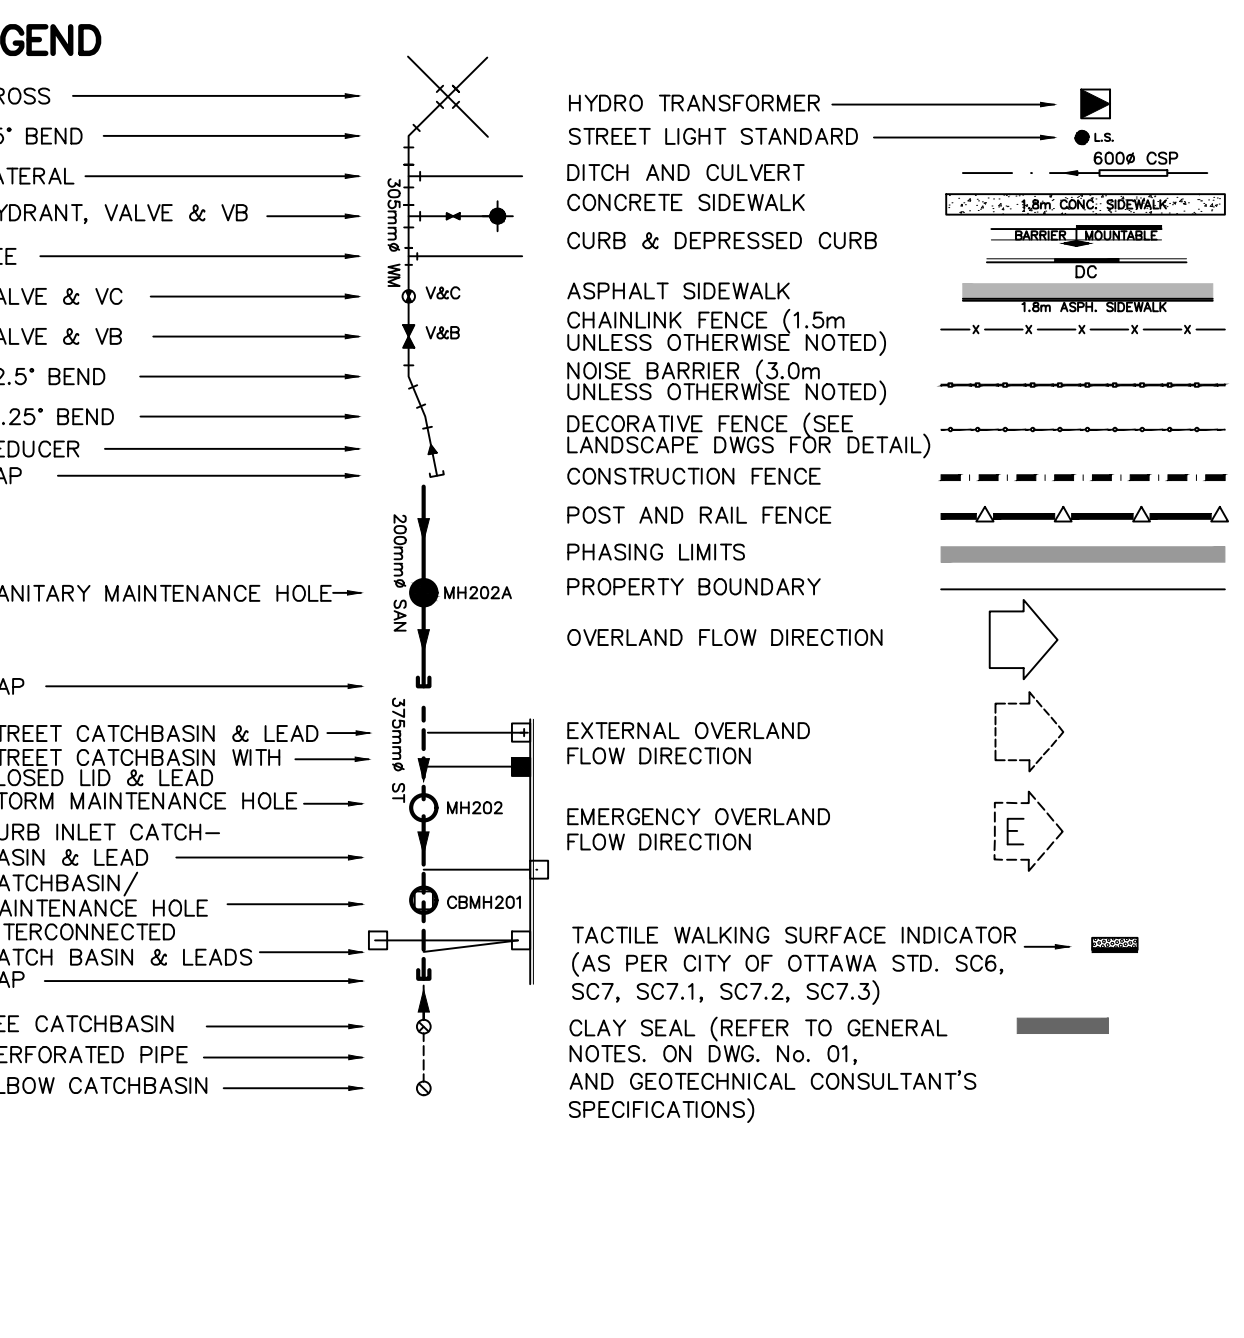 GEND
ROSS
5° BEND
ATERAL
YDRANT, VALVE & VB
EE
ALVE & VC
ALVE & VB
2.5° BEND
.25° BEND
EDUCER
AP
ANITARY MAINTENANCE HOLE
AP
TREET CATCHBASIN & LEAD
TREET CATCHBASIN WITH
LOSED LID & LEAD
TORM MAINTENANCE HOLE
URB INLET CATCH-
ASIN & LEAD
ATCHBASIN/
AINTENANCE HOLE
TERCONNECTED
ATCH BASIN & LEADS
AP
EE CATCHBASIN
ERFORATED PIPE
LBOW CATCHBASIN
305mmø WM
V&C
V&B
200mmø SAN
MH202A
375mmø ST
MH202
CBMH201
HYDRO TRANSFORMER
STREET LIGHT STANDARD
L.S.
DITCH AND CULVERT
600ø CSP
CONCRETE SIDEWALK
1.8m CONC. SIDEWALK
CURB & DEPRESSED CURB
BARRIER MOUNTABLE
DC
ASPHALT SIDEWALK
1.8m ASPH. SIDEWALK
CHAINLINK FENCE (1.5m
UNLESS OTHERWISE NOTED)
X X X X X
NOISE BARRIER (3.0m
UNLESS OTHERWISE NOTED)
DECORATIVE FENCE (SEE
LANDSCAPE DWGS FOR DETAIL)
CONSTRUCTION FENCE
POST AND RAIL FENCE
PHASING LIMITS
PROPERTY BOUNDARY
OVERLAND FLOW DIRECTION
EXTERNAL OVERLAND
FLOW DIRECTION
EMERGENCY OVERLAND
FLOW DIRECTION
E
TACTILE WALKING SURFACE INDICATOR
(AS PER CITY OF OTTAWA STD. SC6,
SC7, SC7.1, SC7.2, SC7.3)
CLAY SEAL (REFER TO GENERAL
NOTES. ON DWG. No. 01,
AND GEOTECHNICAL CONSULTANT'S
SPECIFICATIONS)